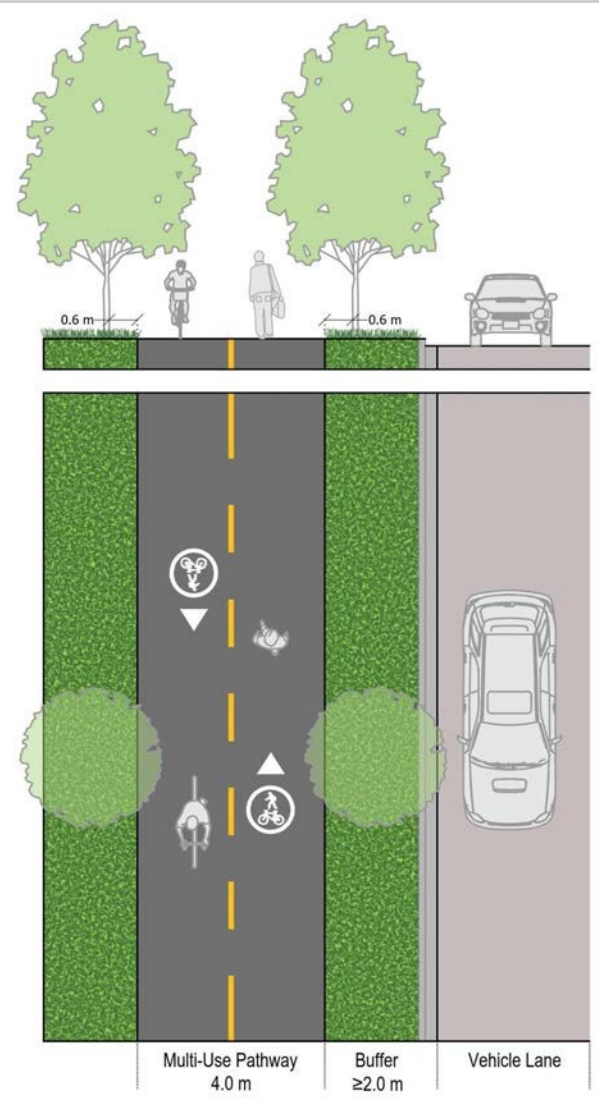 0.6 m
0.6 m
Multi-Use Pathway
4.0 m
Buffer
≥2.0 m
Vehicle Lane